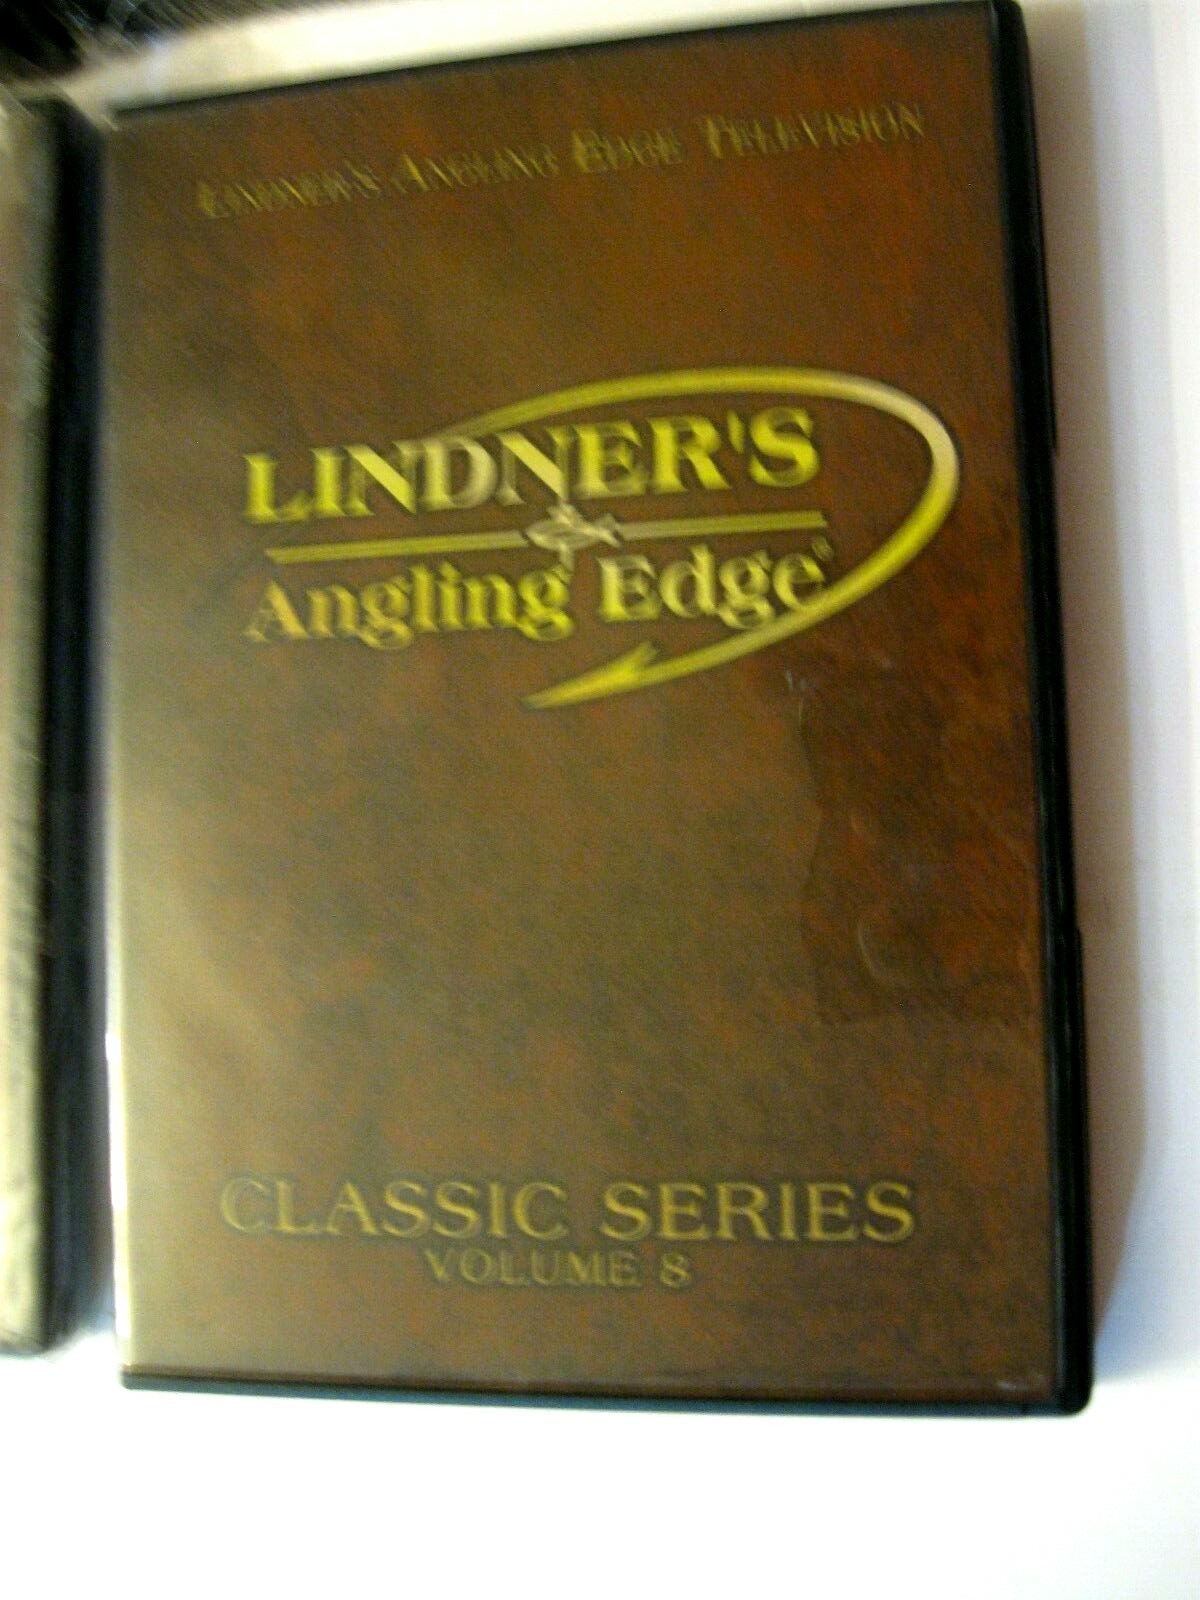 LINDNER'S ANGLING EDGE TELEVISION
LINDNER'S
Angling Edge®
CLASSIC SERIES
VOLUME 8